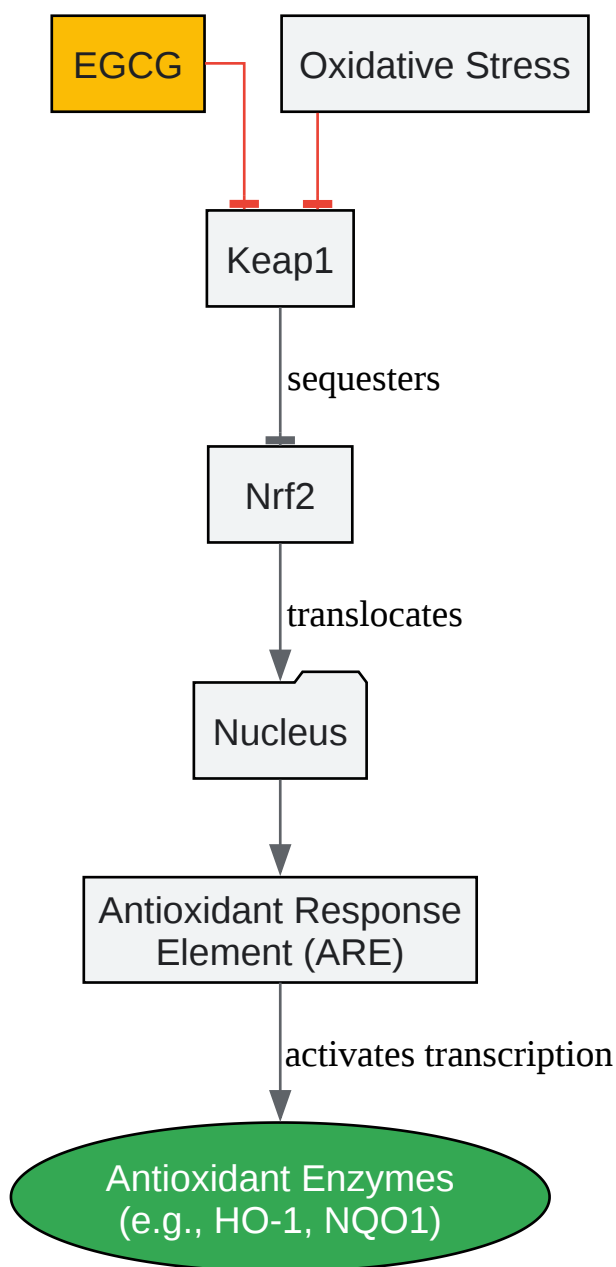 EGCG
Oxidative Stress
Keap1
sequesters
Nrf2
translocates
Nucleus
Antioxidant Response
Element (ARE)
activates transcription
Antioxidant Enzymes
(e.g., HO-1, NQO1)